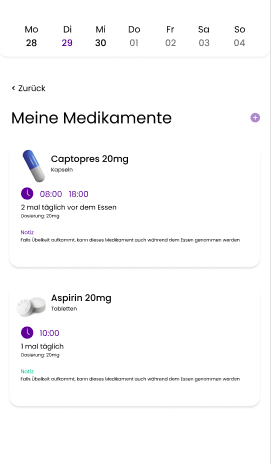 Mo Di Mi Do Fr Sa So
28 29 30 01 02 03 04
< Zurück
Meine Medikamente
+
Captopres 20mg
Kapseln
08:00 18:00
2 mal täglich vor dem Essen
Dosierung: 20mg
Notiz
Falls Übelkeit aufkommt, kann dieses Medikament auch während dem Essen genommen werden
Aspirin 20mg
Tabletten
10:00
1 mal täglich
Dosierung: 20mg
Notiz
Falls Übelkeit aufkommt, kann dieses Medikament auch während dem Essen genommen werden